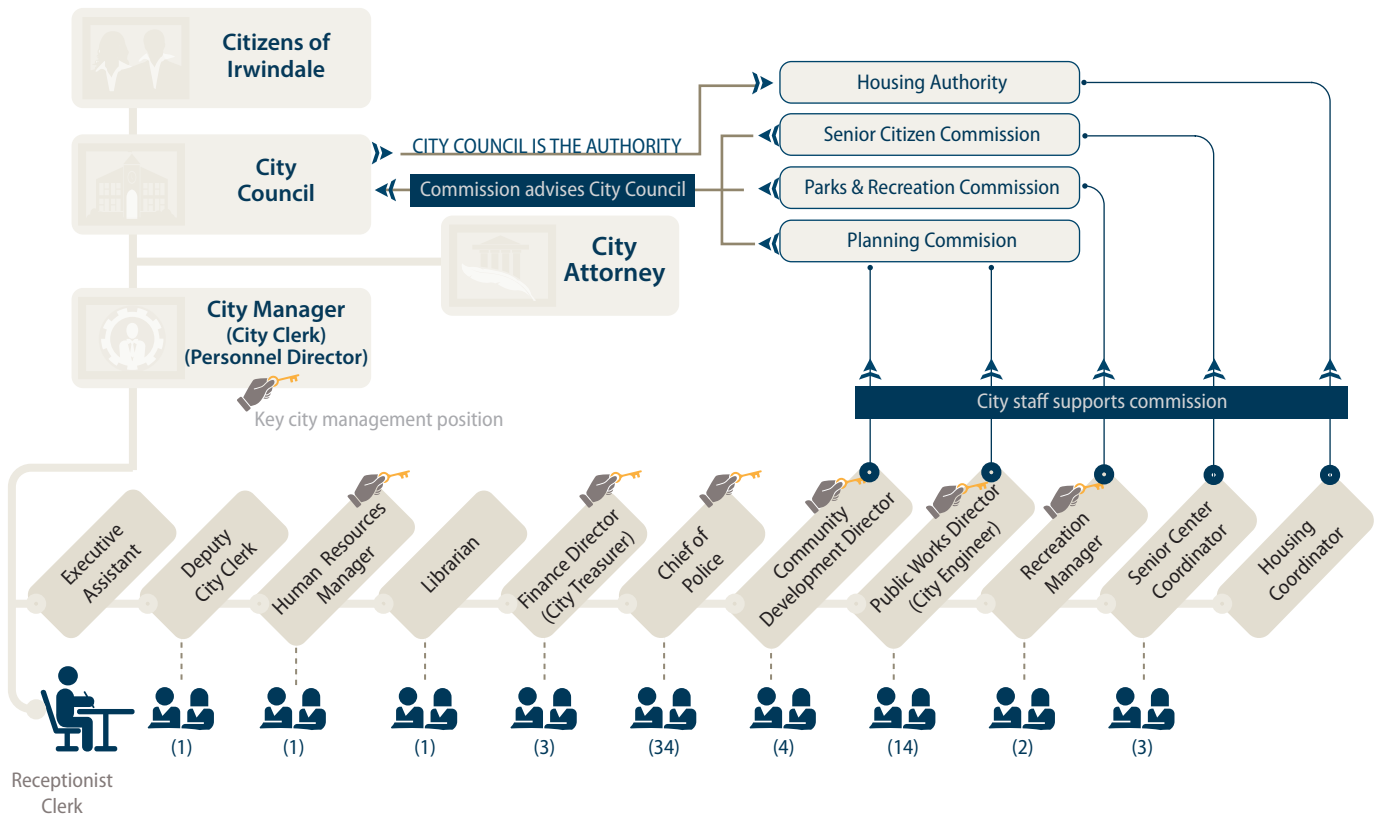 Citizens of
Irwindale
City
Council
City
Attorney
City Manager
(City Clerk)
(Personnel Director)
Key city management position
CITY COUNCIL IS THE AUTHORITY
Commission advises City Council
Housing Authority
Senior Citizen Commission
Parks & Recreation Commission
Planning Commision
City staff supports commission
Executive
Assistant
Deputy
City Clerk
Human Resources
Manager
Librarian
Finance Director
(City Treasurer)
Chief of
Police
Community
Development Director
Public Works Director
(City Engineer)
Recreation
Manager
Senior Center
Coordinator
Housing
Coordinator
Receptionist
Clerk
(1)
(1)
(1)
(3)
(34)
(4)
(14)
(2)
(3)